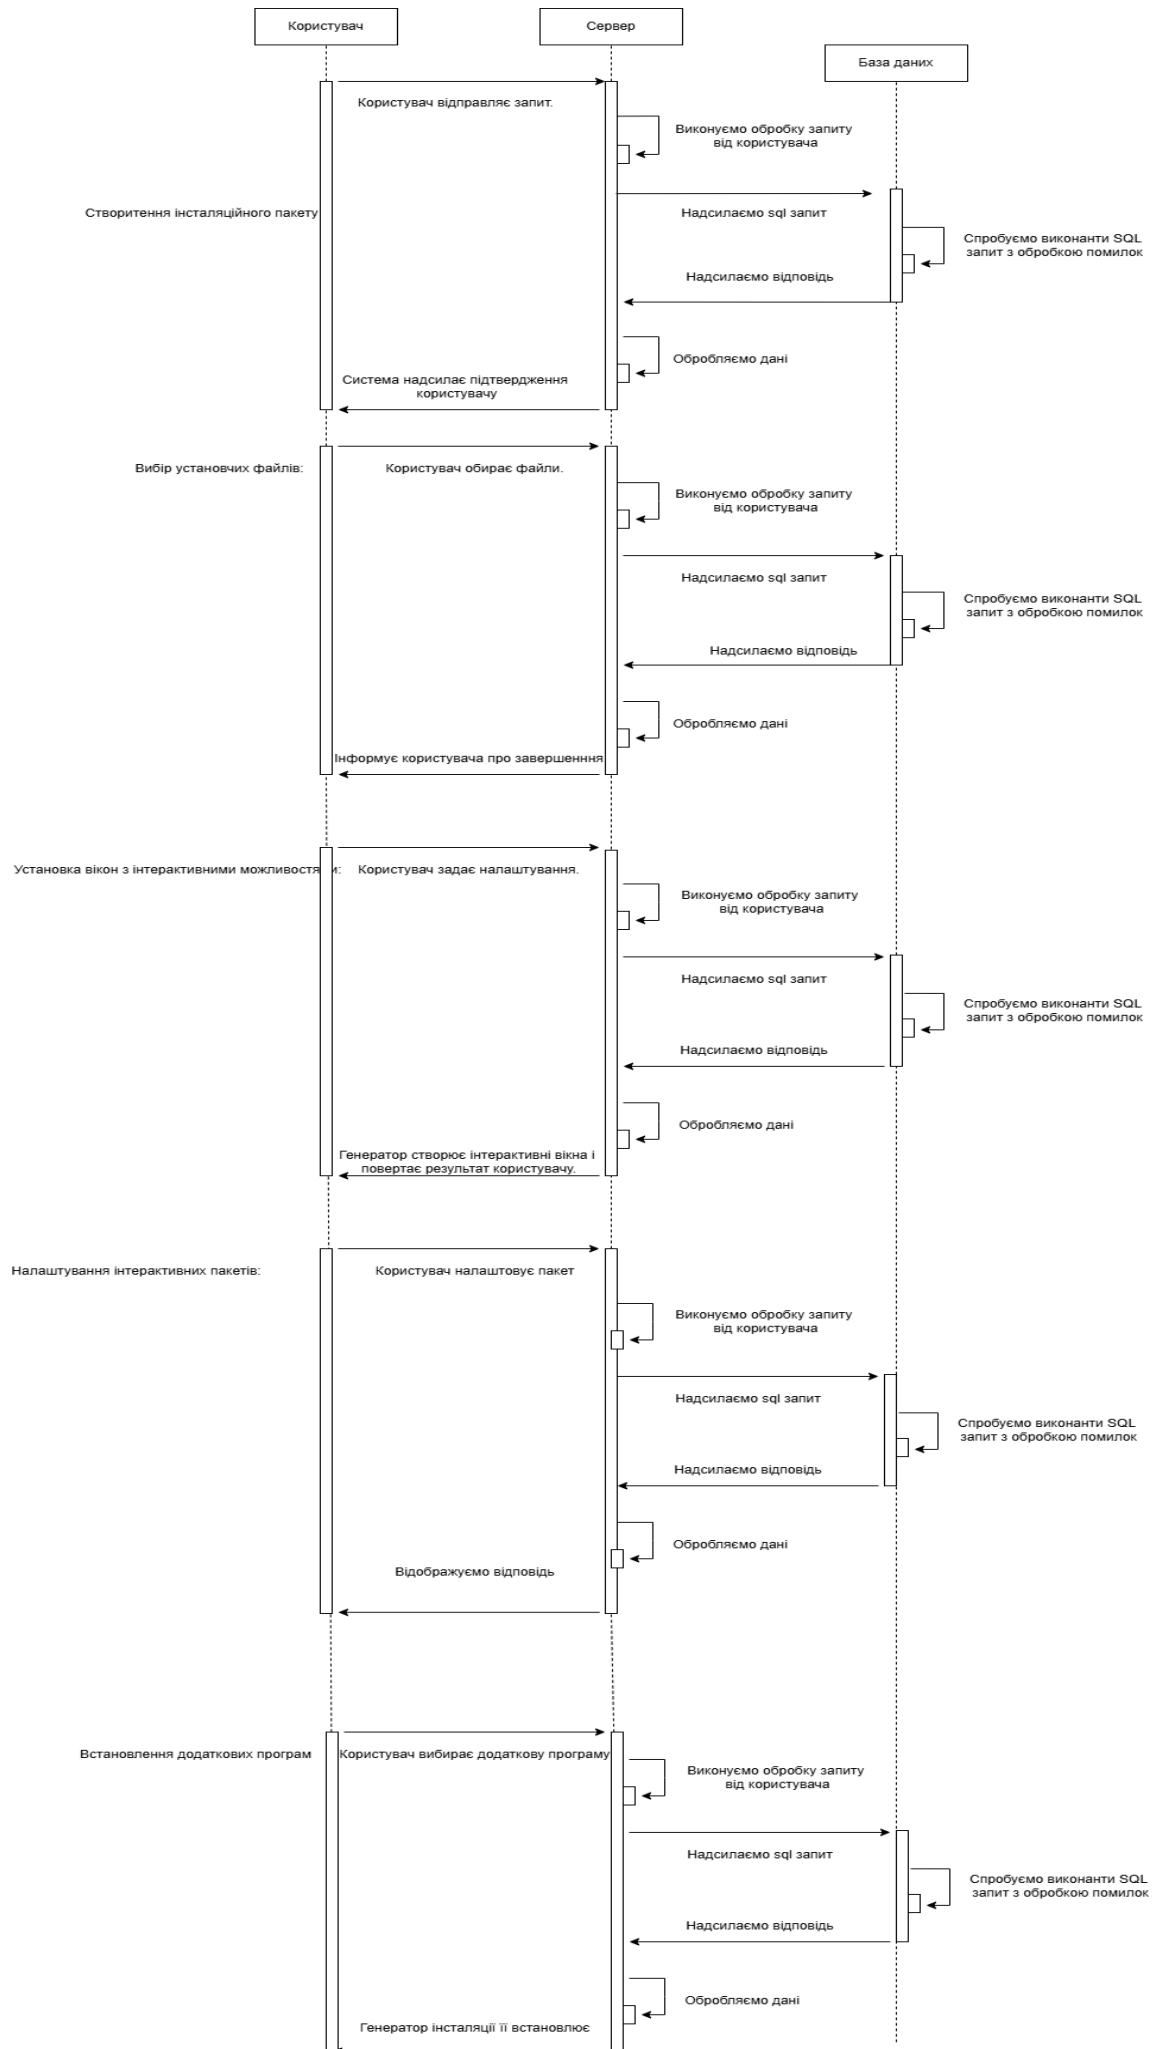 Користувач
Сервер
База даних
Користувач відправляє запит.
Виконуємо обробку запиту
від користувача
Створитення інсталяційного пакету
Надсилаємо sql запит
Спробуємо виконанти SQL
запит з обробкою помилок
Надсилаємо відповідь
Обробляємо дані
Система надсилає підтвердження
користувачу
Вибір установчих файлів:
Користувач обирає файли.
Виконуємо обробку запиту
від користувача
Надсилаємо sql запит
Спробуємо виконанти SQL
запит з обробкою помилок
Надсилаємо відповідь
Обробляємо дані
Інформує користувача про завершенння
Установка вікон з інтерактивними можливостями:
Користувач задає налаштування.
Виконуємо обробку запиту
від користувача
Надсилаємо sql запит
Спробуємо виконанти SQL
запит з обробкою помилок
Надсилаємо відповідь
Обробляємо дані
Генератор створює інтерактивні вікна і
повертає результат користувачу.
Налаштування інтерактивних пакетів:
Користувач налаштовує пакет
Виконуємо обробку запиту
від користувача
Надсилаємо sql запит
Спробуємо виконанти SQL
запит з обробкою помилок
Надсилаємо відповідь
Обробляємо дані
Відображуємо відповідь
Встановлення додаткових програм
Користувач вибирає додаткову програму
Виконуємо обробку запиту
від користувача
Надсилаємо sql запит
Спробуємо виконанти SQL
запит з обробкою помилок
Надсилаємо відповідь
Обробляємо дані
Генератор інсталяції її встановлює